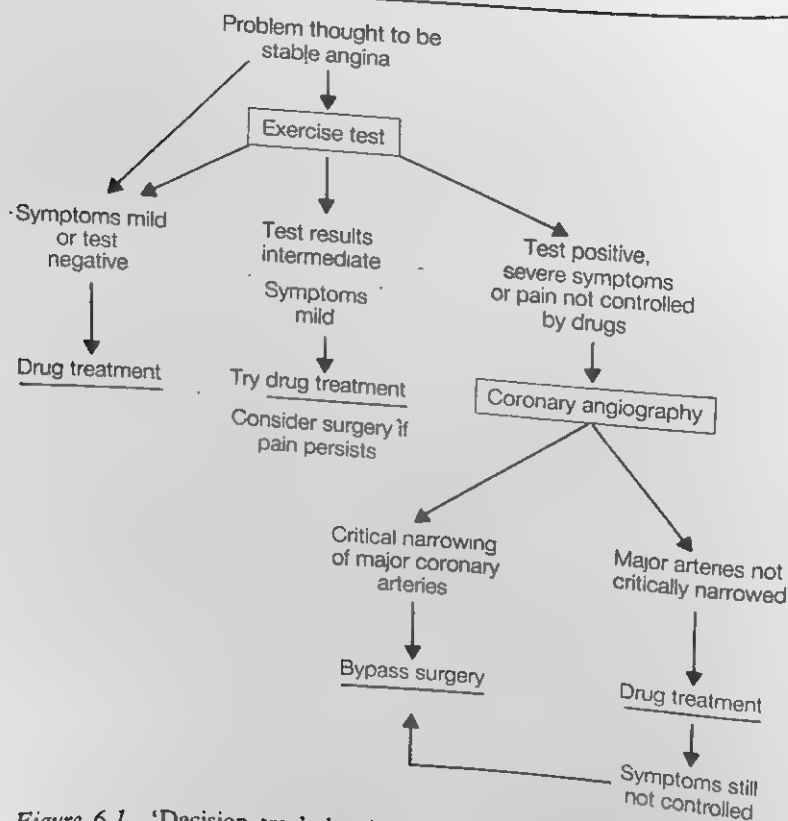 Problem thought to be
stable angina
Exercise test
Symptoms mild
or test
negative
Drug treatment
Test results
intermediate
Symptoms
mild
Try drug treatment
Consider surgery if
pain persists
Test positive,
severe symptoms
or pain not controlled
by drugs
Coronary angiography
Critical narrowing
of major coronary
arteries
Bypass surgery
Major arteries not
critically narrowed
Drug treatment
Symptoms still
not controlled
Figure 6.1 'Decision